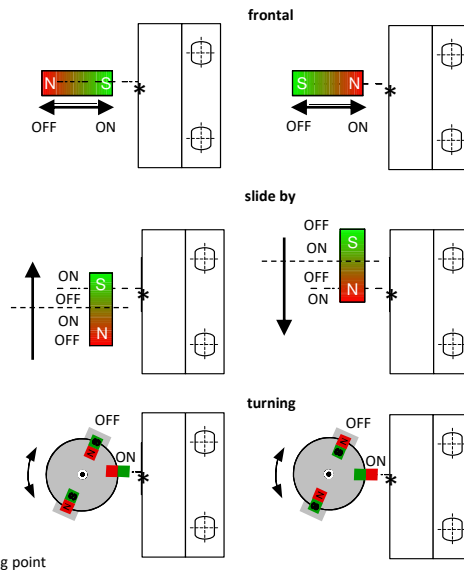 frontal
N S * S N *
OFF ON OFF ON
slide by
OFF
ON S
OFF
ON N *
ON S
OFF *
ON
OFF N
turning
OFF OFF
N ON * N ON *
N N
g point